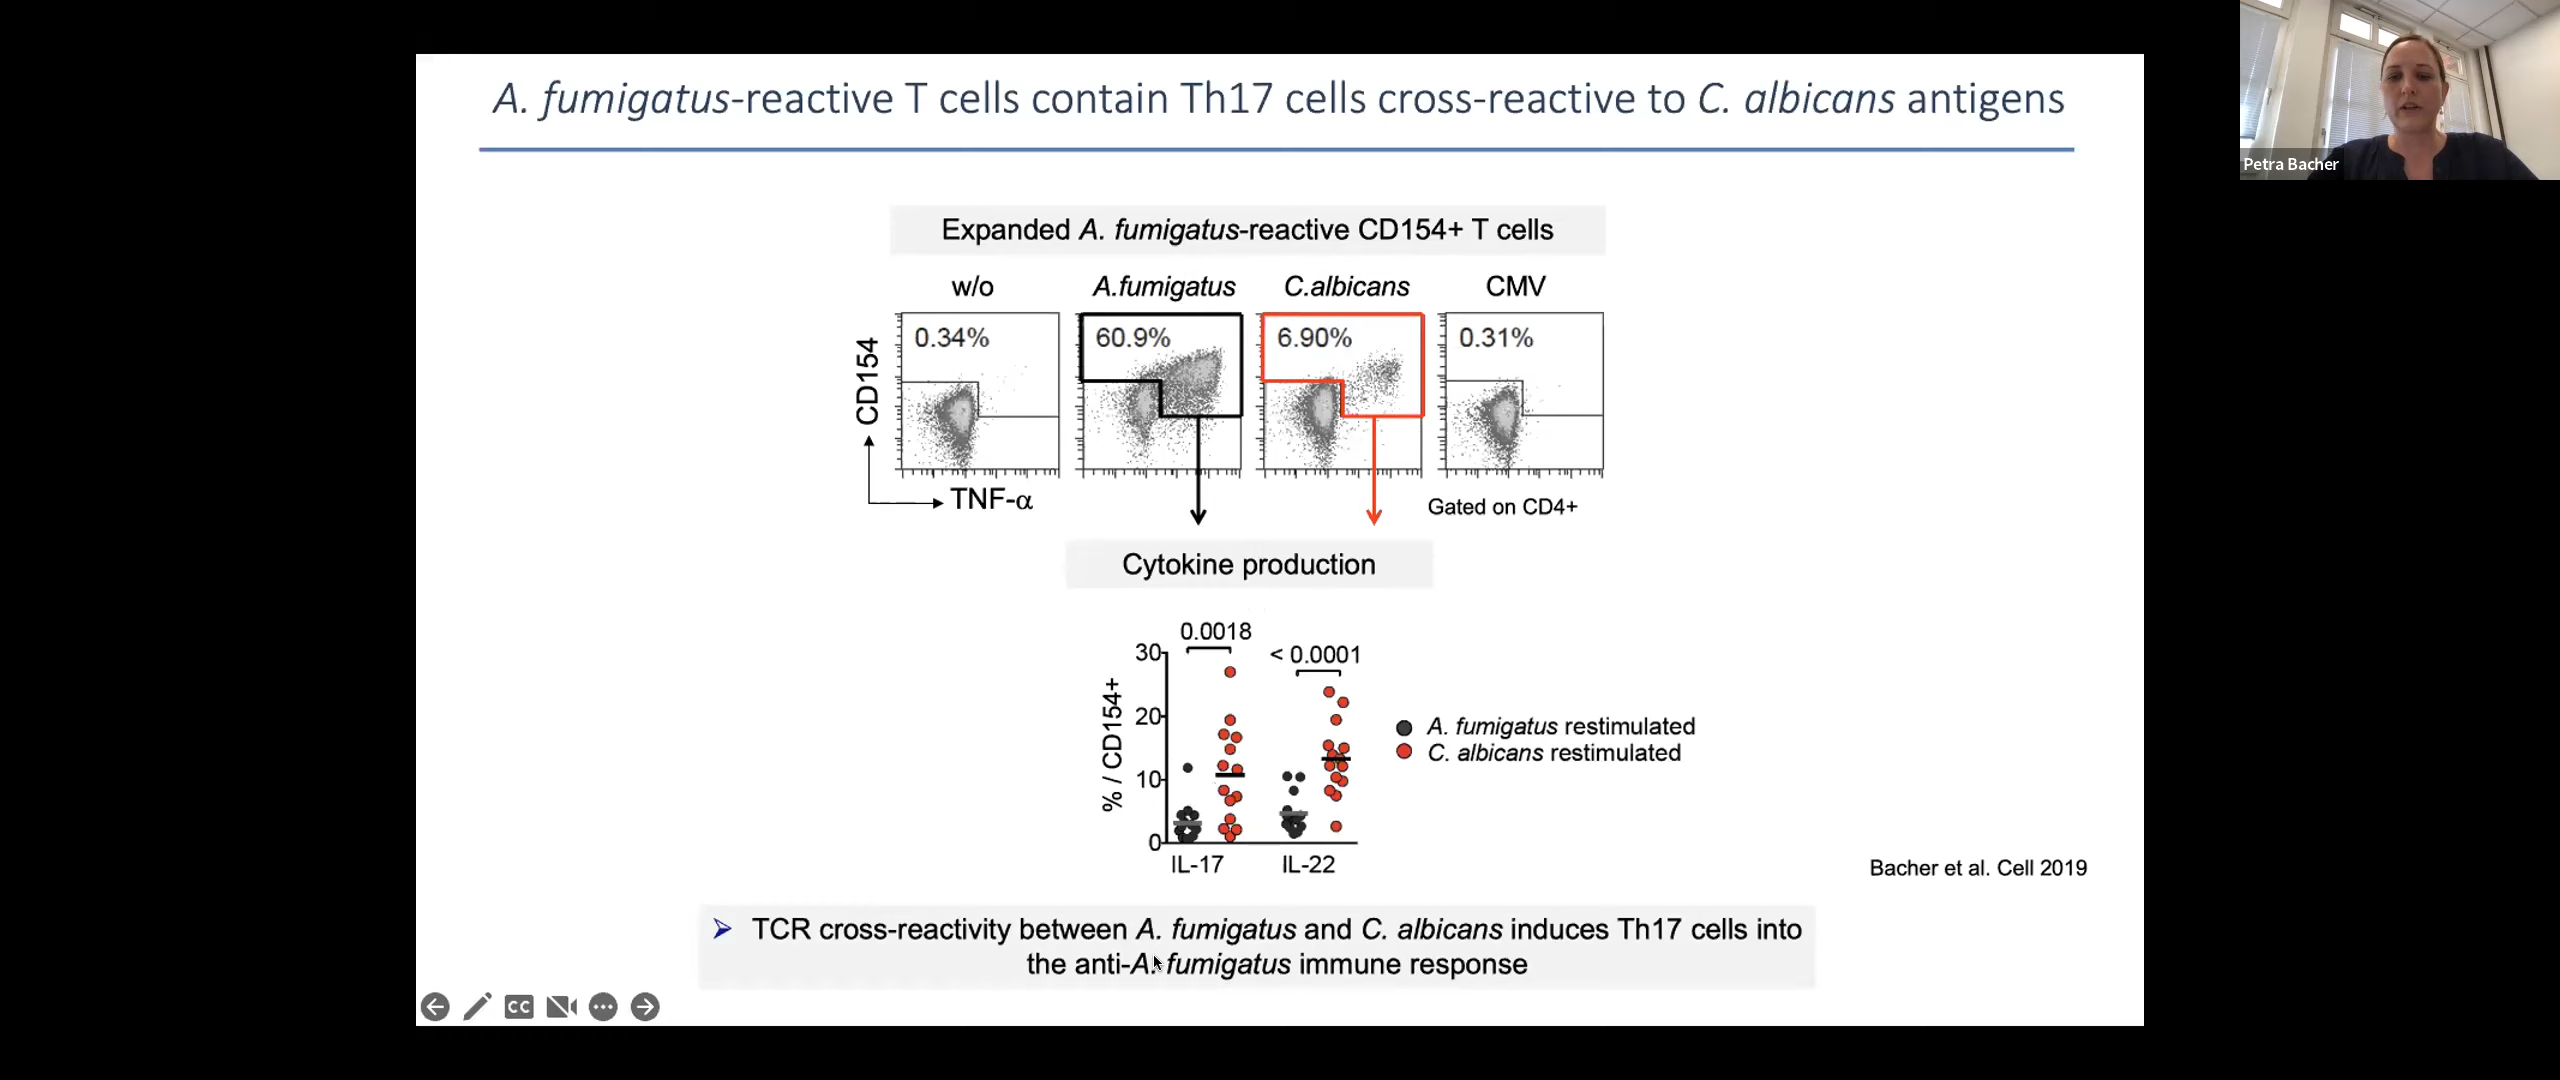 A. fumigatus-reactive T cells contain Th17 cells cross-reactive to C. albicans antigens
Petra Bacher
Expanded A. fumigatus-reactive CD154+ T cells
w/o
A.fumigatus
C.albicans
CMV
0.34%
60.9%
6.90%
0.31%
CD154
TNF-α
Gated on CD4+
Cytokine production
0.0018
< 0.0001
% / CD154+
30
20
10
0
IL-17
IL-22
A. fumigatus restimulated
C. albicans restimulated
Bacher et al. Cell 2019
➢ TCR cross-reactivity between A. fumigatus and C. albicans induces Th17 cells into
the anti-A. fumigatus immune response
CC